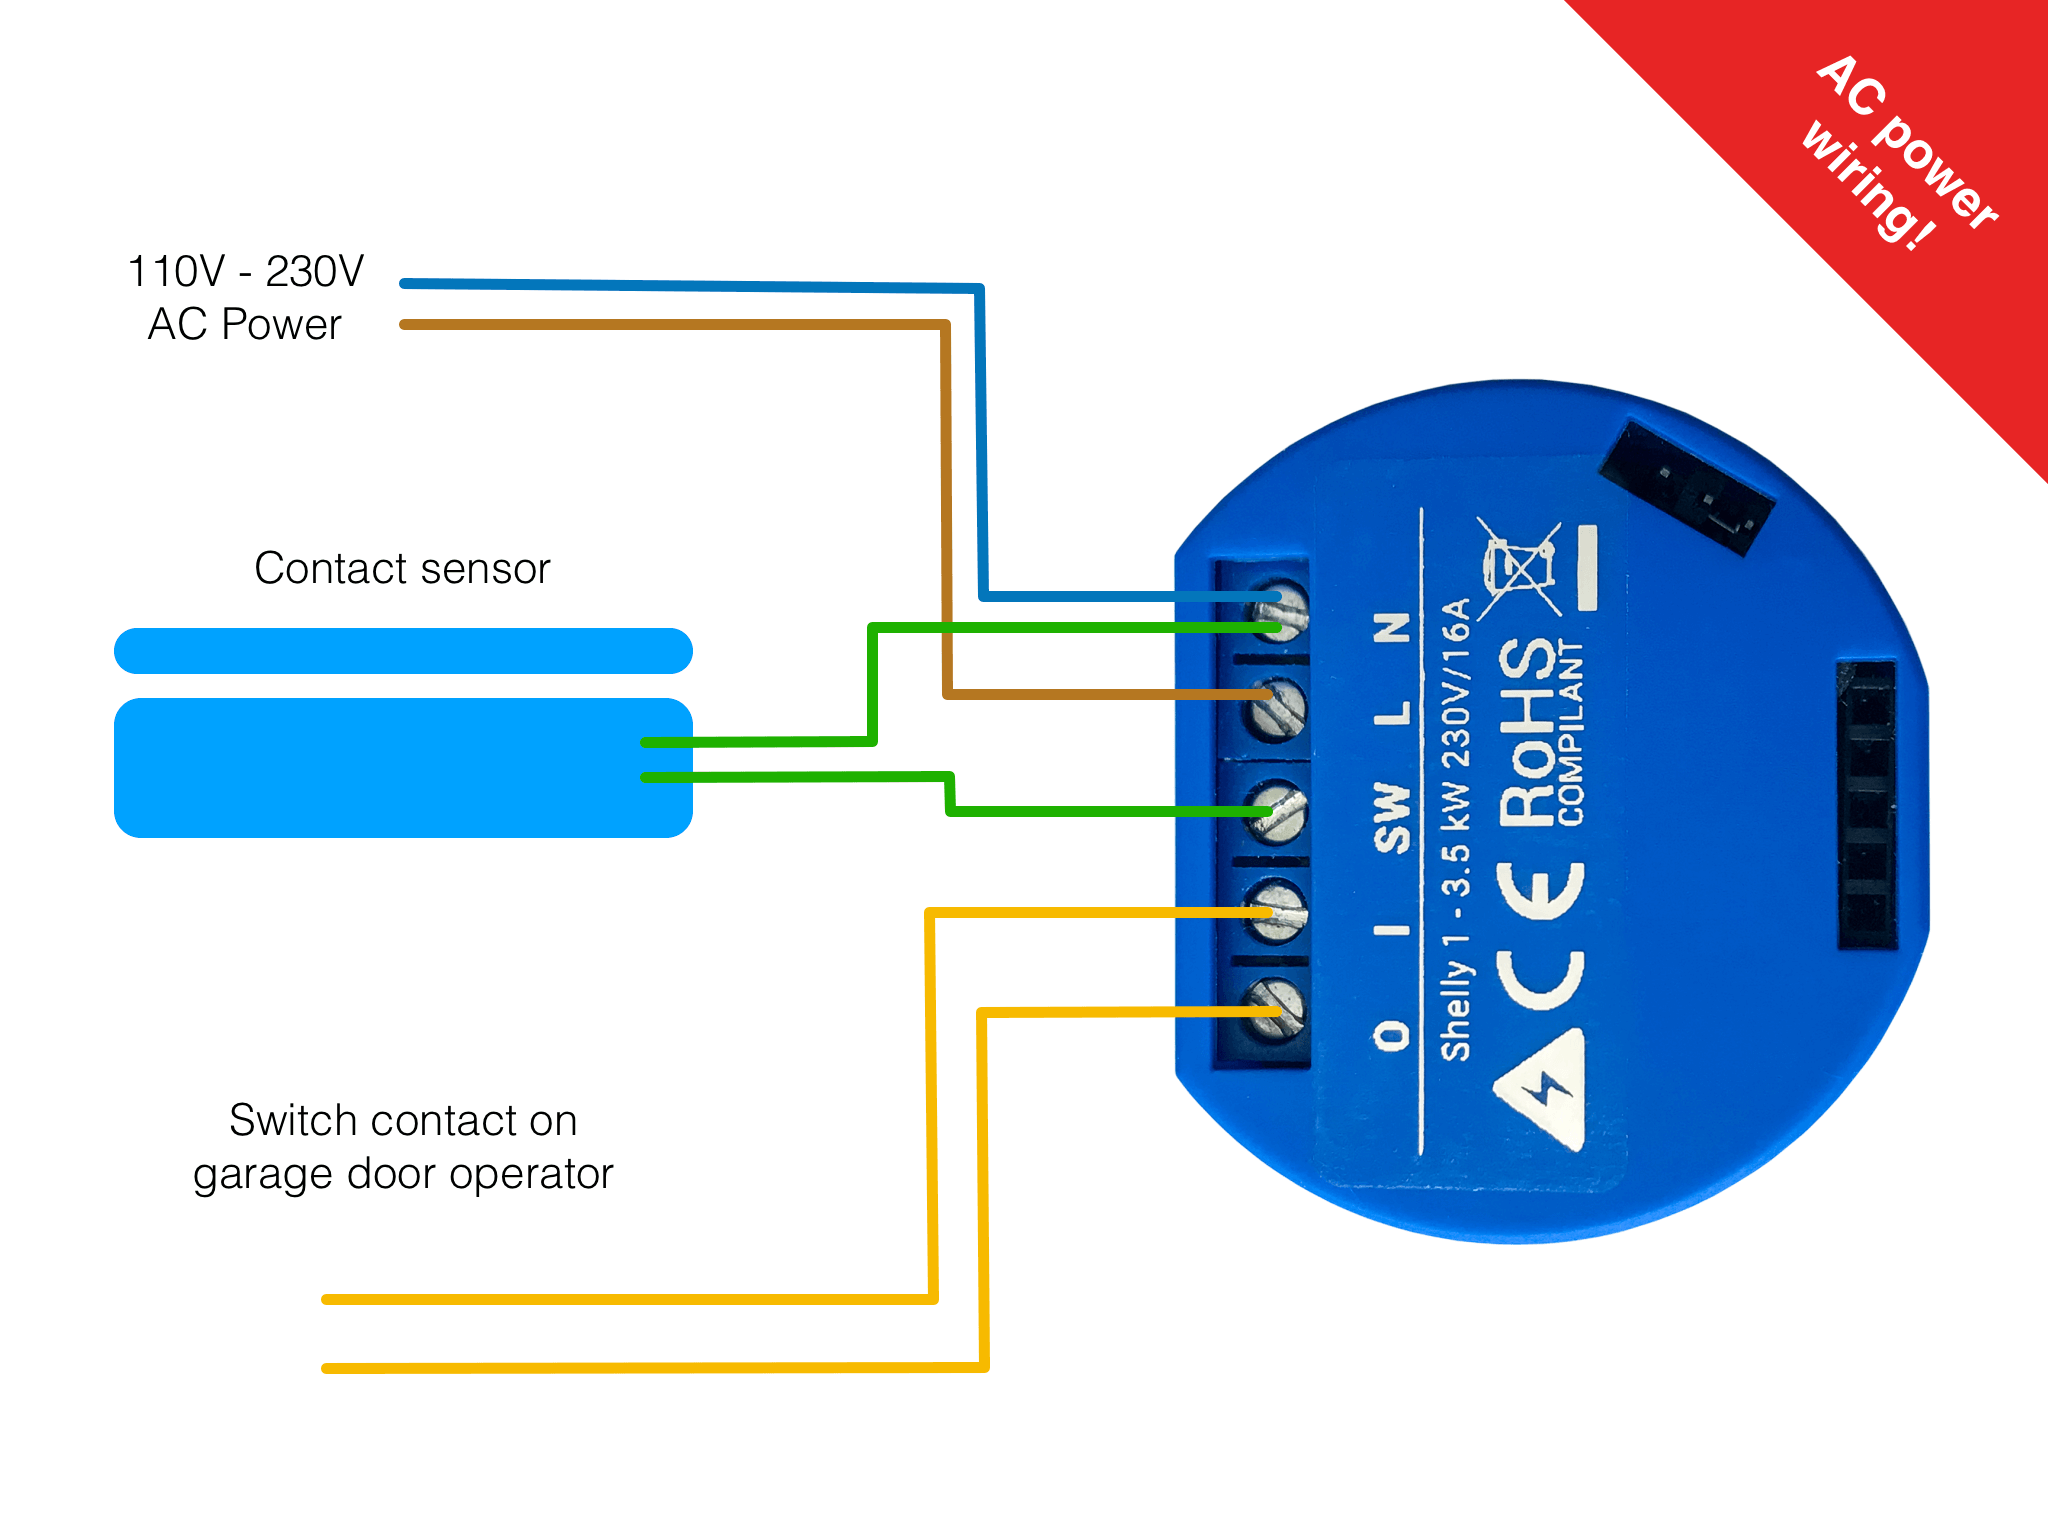 AC power
wiring!
110V - 230V
AC Power
Contact sensor
Switch contact on
garage door operator
O I SW L N
Shelly 1 - 3.5 kW 230V/16A
CE RoHS
COMPILANT